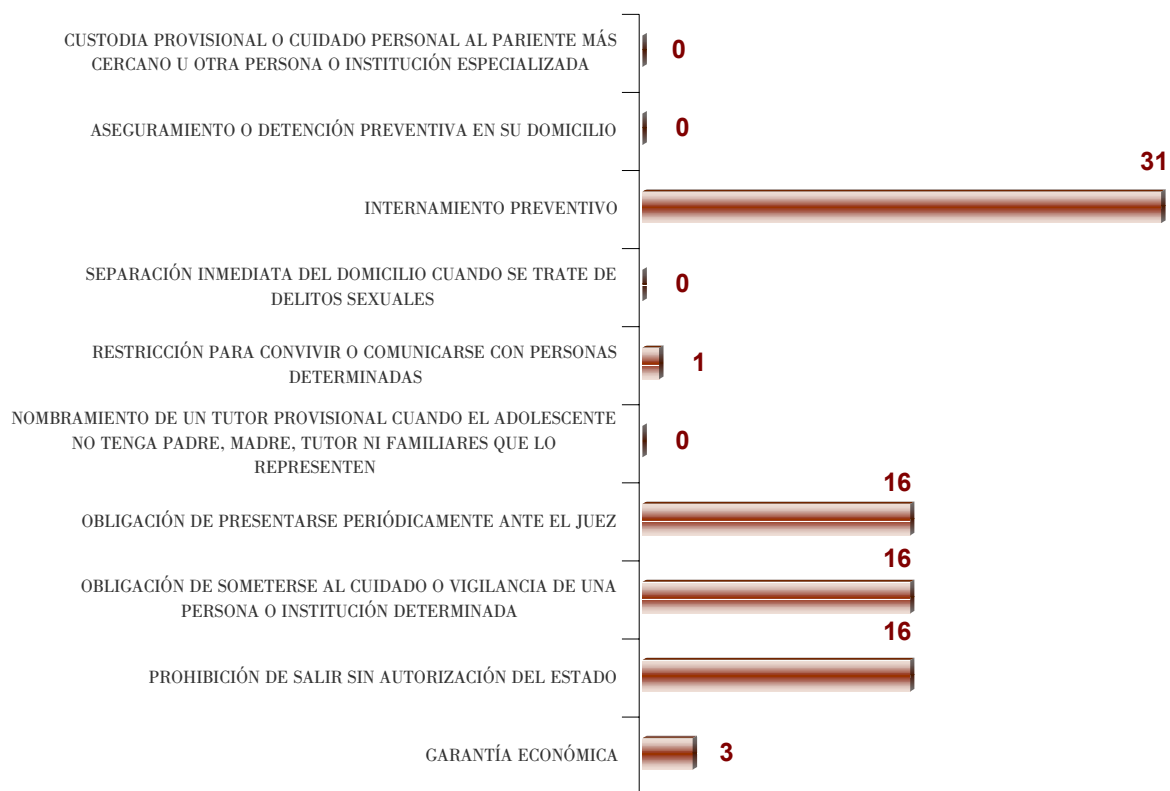 CUSTODIA PROVISIONAL O CUIDADO PERSONAL AL PARIENTE MÁS
CERCANO U OTRA PERSONA O INSTITUCIÓN ESPECIALIZADA
0
ASEGURAMIENTO O DETENCIÓN PREVENTIVA EN SU DOMICILIO
0
INTERNAMIENTO PREVENTIVO
31
SEPARACIÓN INMEDIATA DEL DOMICILIO CUANDO SE TRATE DE
DELITOS SEXUALES
0
RESTRICCIÓN PARA CONVIVIR O COMUNICARSE CON PERSONAS
DETERMINADAS
1
NOMBRAMIENTO DE UN TUTOR PROVISIONAL CUANDO EL ADOLESCENTE
NO TENGA PADRE, MADRE, TUTOR NI FAMILIARES QUE LO
REPRESENTEN
0
OBLIGACIÓN DE PRESENTARSE PERIÓDICAMENTE ANTE EL JUEZ
16
OBLIGACIÓN DE SOMETERSE AL CUIDADO O VIGILANCIA DE UNA
PERSONA O INSTITUCIÓN DETERMINADA
16
PROHIBICIÓN DE SALIR SIN AUTORIZACIÓN DEL ESTADO
16
GARANTÍA ECONÓMICA
3